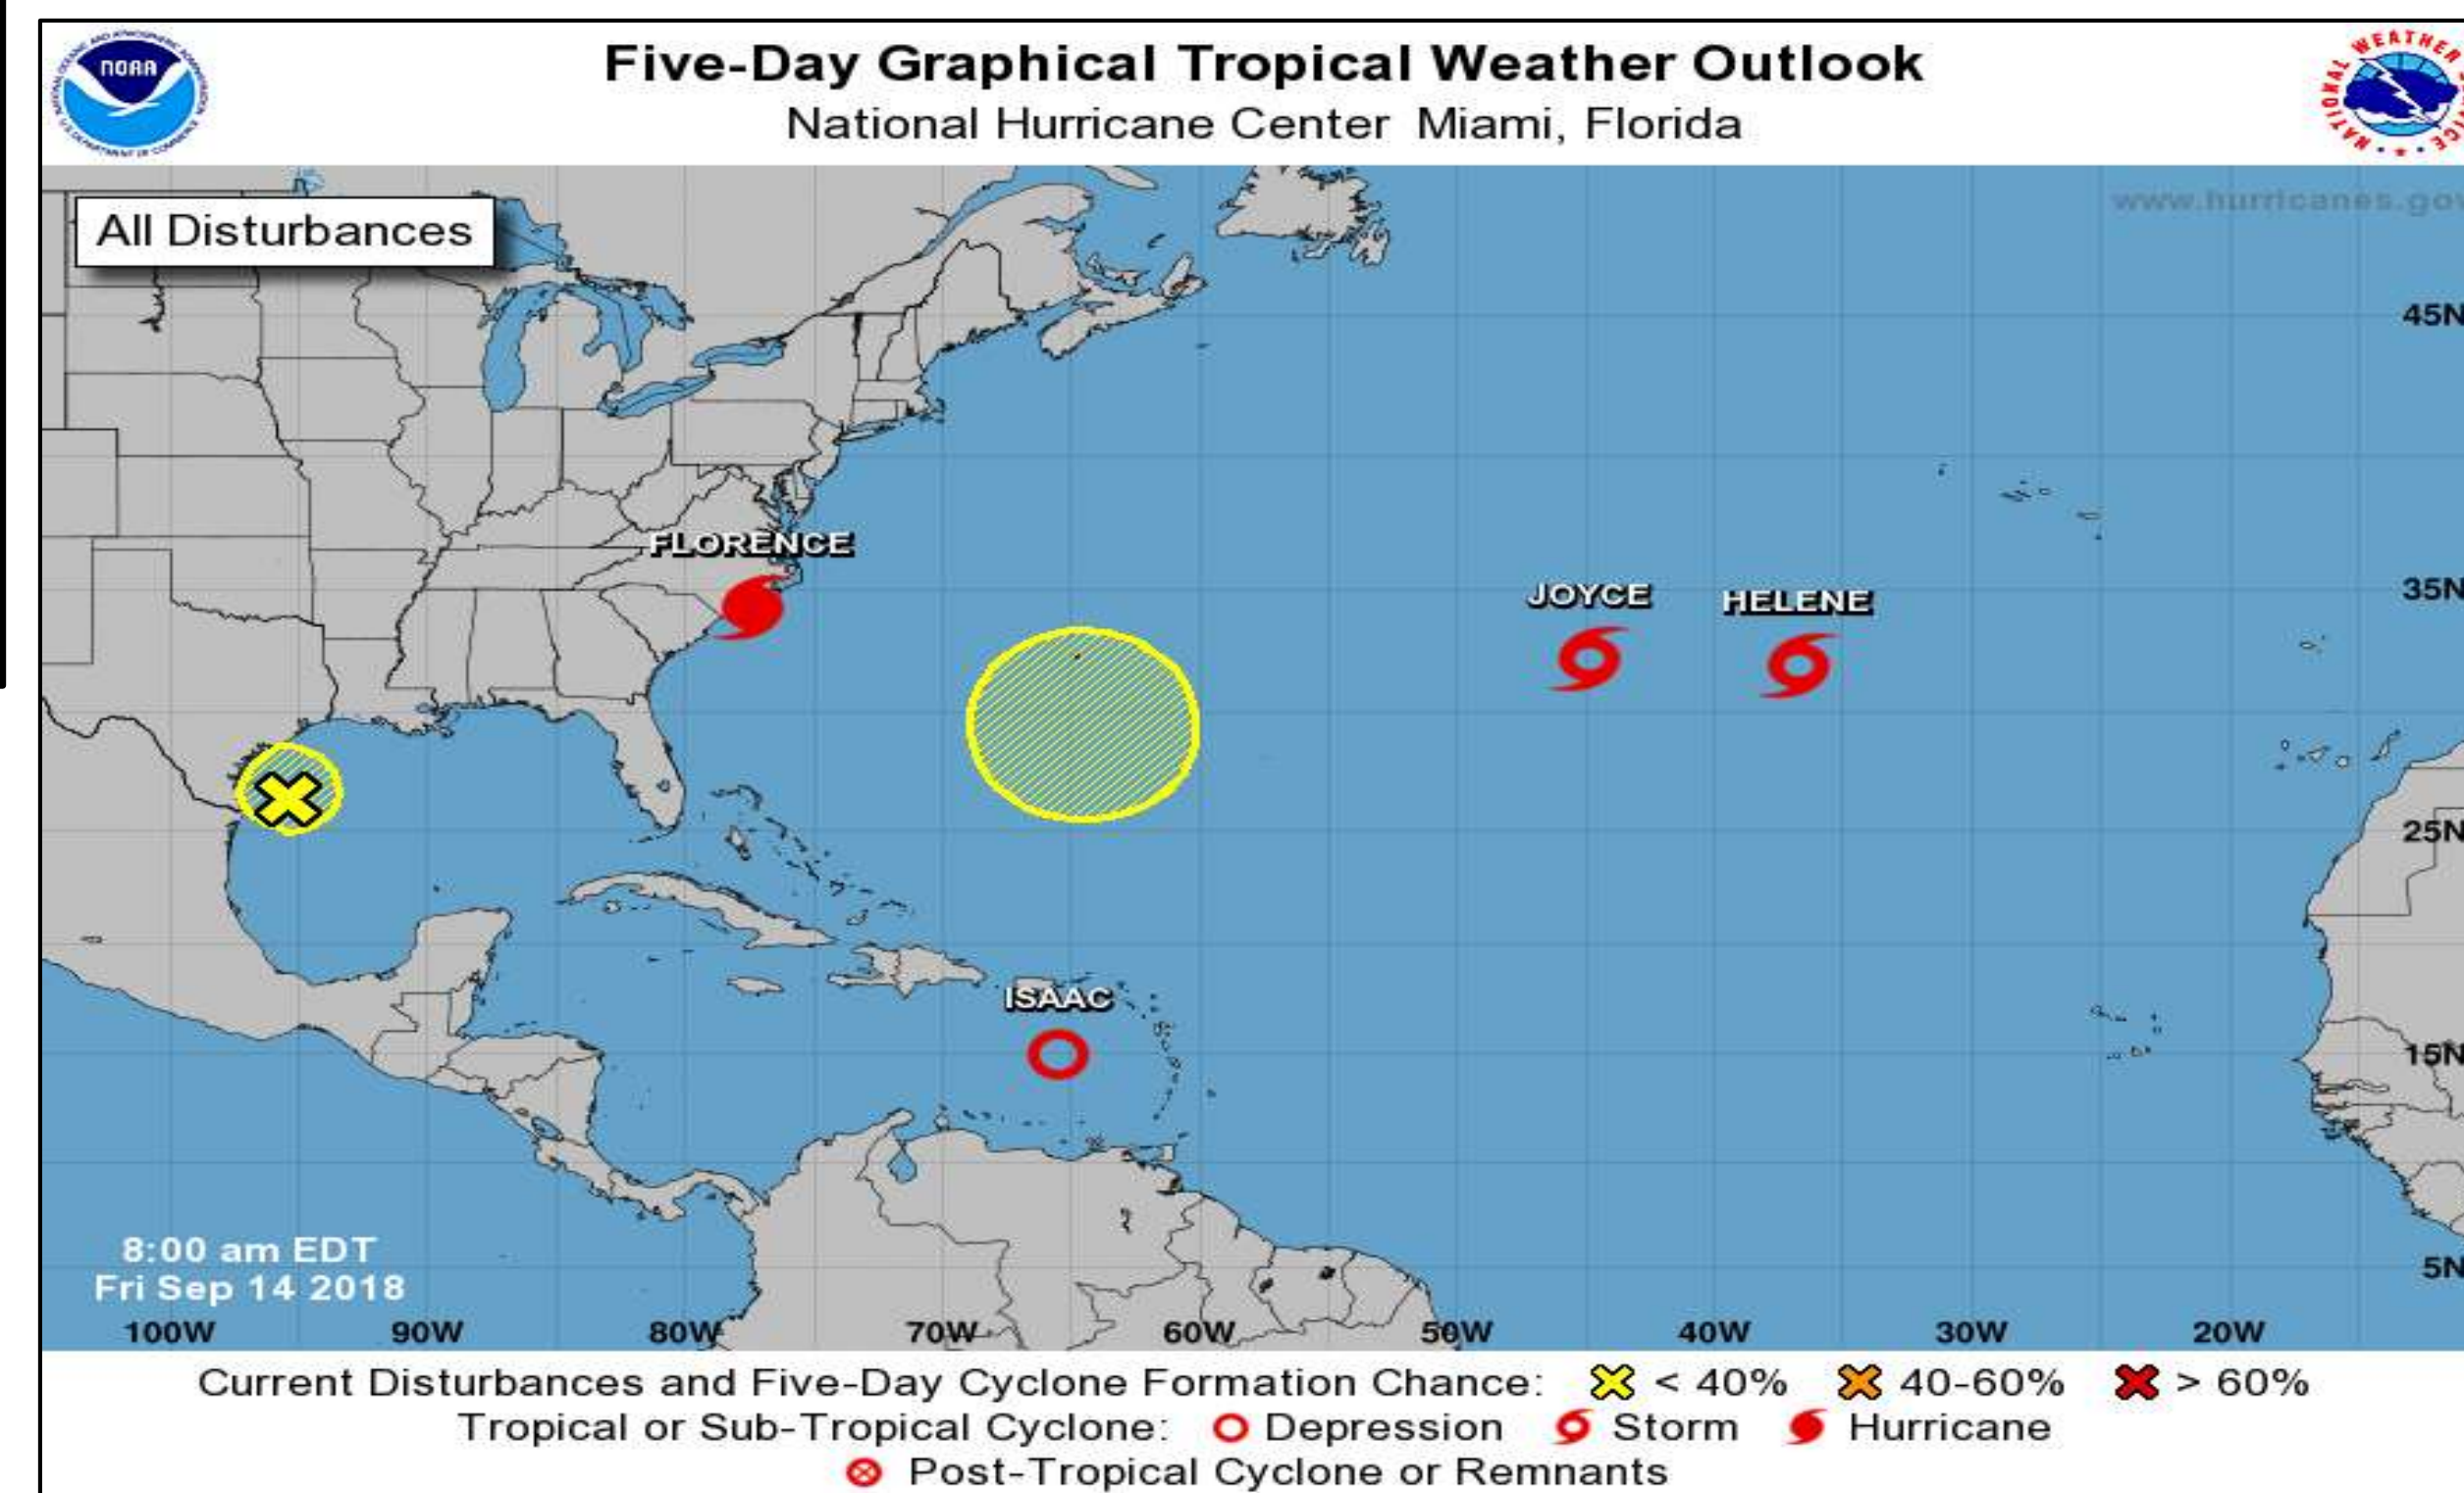 NOAA
Five-Day Graphical Tropical Weather Outlook
National Hurricane Center Miami, Florida
NATIONAL WEATHER
All Disturbances
www.hurricanes.gov
45N
FLORENCE
35N
JOYCE
HELENE
25N
ISAAC
15N
8:00 am EDT
5N
Fri Sep 14 2018
100W 90W 80W 70W 60W 50W 40W 30W 20W
Current Disturbances and Five-Day Cyclone Formation Chance: < 40% 40-60% > 60%
Tropical or Sub-Tropical Cyclone: Depression Storm Hurricane
Post-Tropical Cyclone or Remnants